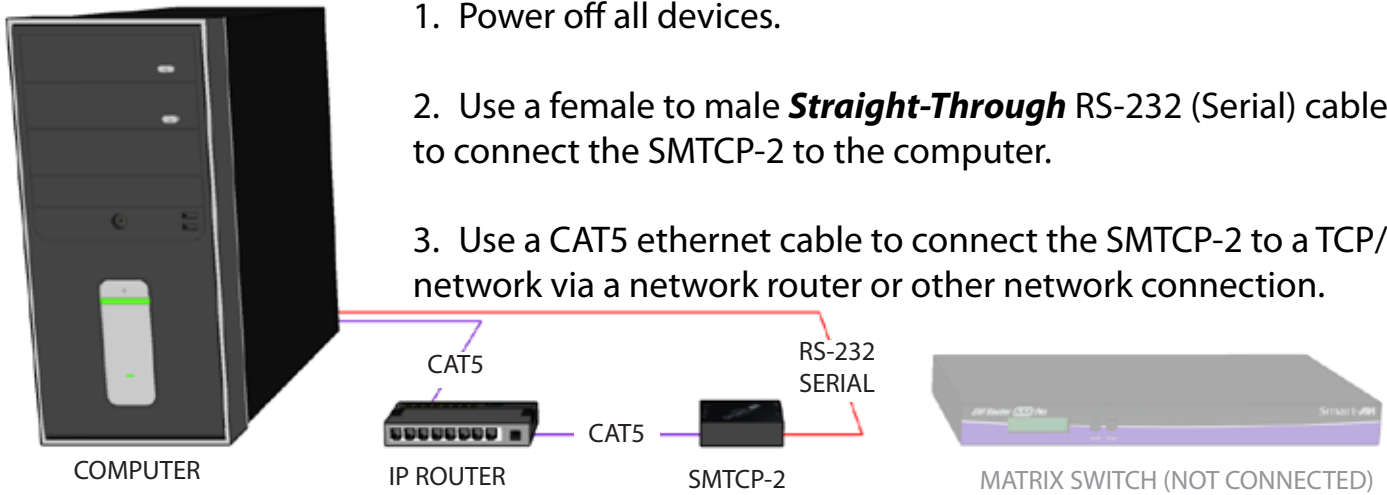 1. Power off all devices.
2. Use a female to male Straight-Through RS-232 (Serial) cable
to connect the SMTCP-2 to the computer.
3. Use a CAT5 ethernet cable to connect the SMTCP-2 to a TCP/
network via a network router or other network connection.
CAT5
RS-232
SERIAL
CAT5
Smart-AVI
COMPUTER
IP ROUTER
SMTCP-2
MATRIX SWITCH (NOT CONNECTED)